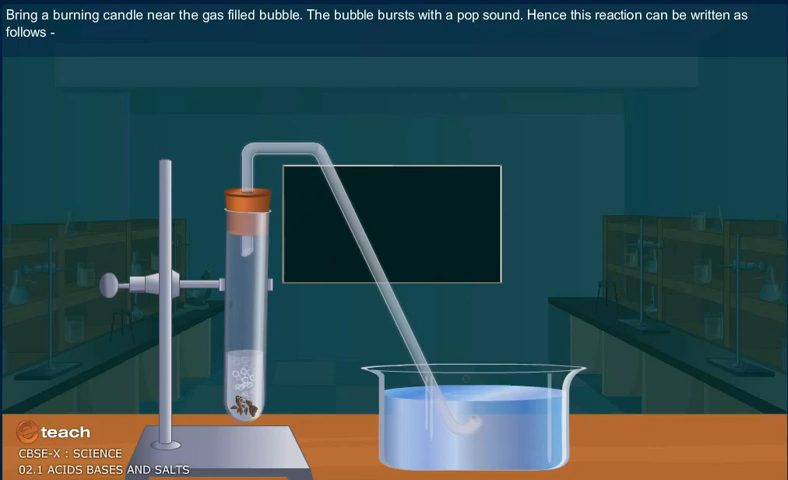 Bring a burning candle near the gas filled bubble. The bubble bursts with a pop sound. Hence this reaction can be written as
follows -
teach
CBSE-X : SCIENCE
02.1 ACIDS BASES AND SALTS